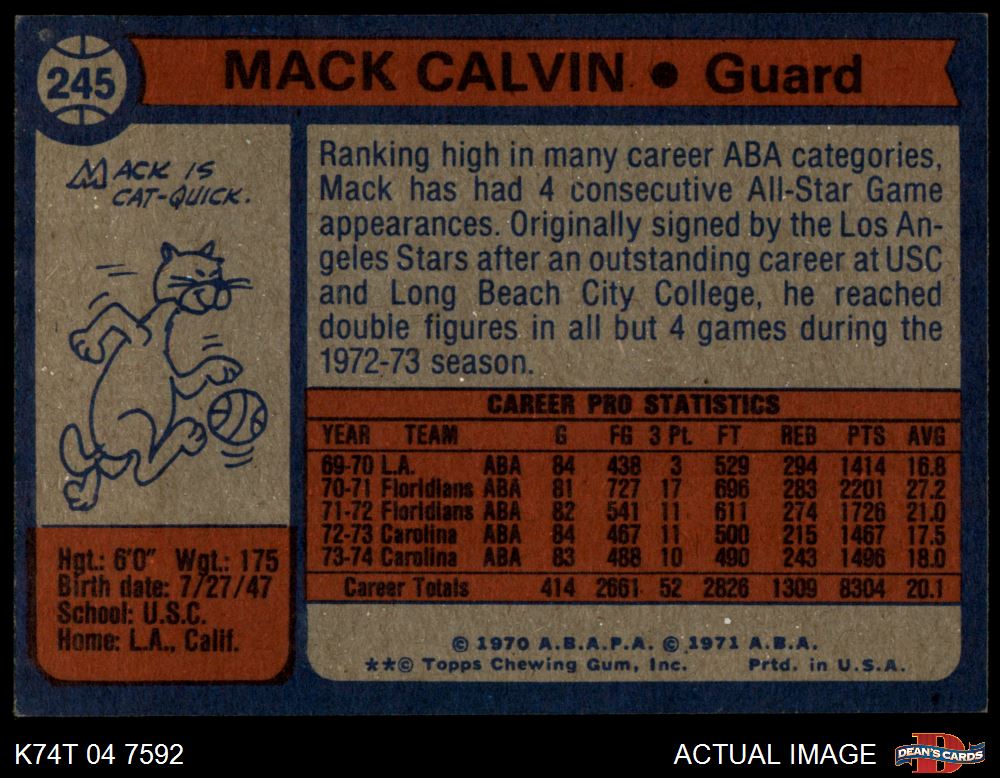 245
MACK CALVIN • Guard
MACK IS
CAT-QUICK.
Ranking high in many career ABA categories,
Mack has had 4 consecutive All-Star Game
appearances. Originally signed by the Los An-
geles Stars after an outstanding career at USC
and Long Beach City College, he reached
double figures in all but 4 games during the
1972-73 season.
CAREER PRO STATISTICS
YEAR TEAM G FG 3 Pt. FT REB PTS AVG
69-70 L.A. ABA 84 438 3 529 294 1414 16.8
70-71 Floridians ABA 81 727 17 696 283 2201 27.2
71-72 Floridians ABA 82 541 11 611 274 1726 21.0
72-73 Carolina ABA 84 467 11 500 215 1467 17.5
73-74 Carolina ABA 83 488 10 490 243 1496 18.0
Career Totals 414 2661 52 2826 1309 8304 20.1
Hgt.: 6'0" Wgt.: 175
Birth date: 7/27/47
School: U.S.C.
Home: L.A., Calif.
© 1970 A.B.A.P.A. © 1971 A.B.A.
**© Topps Chewing Gum, Inc. Prtd. in U.S.A.
K74T 04 7592
ACTUAL IMAGE
D
DEAN'S CARDS